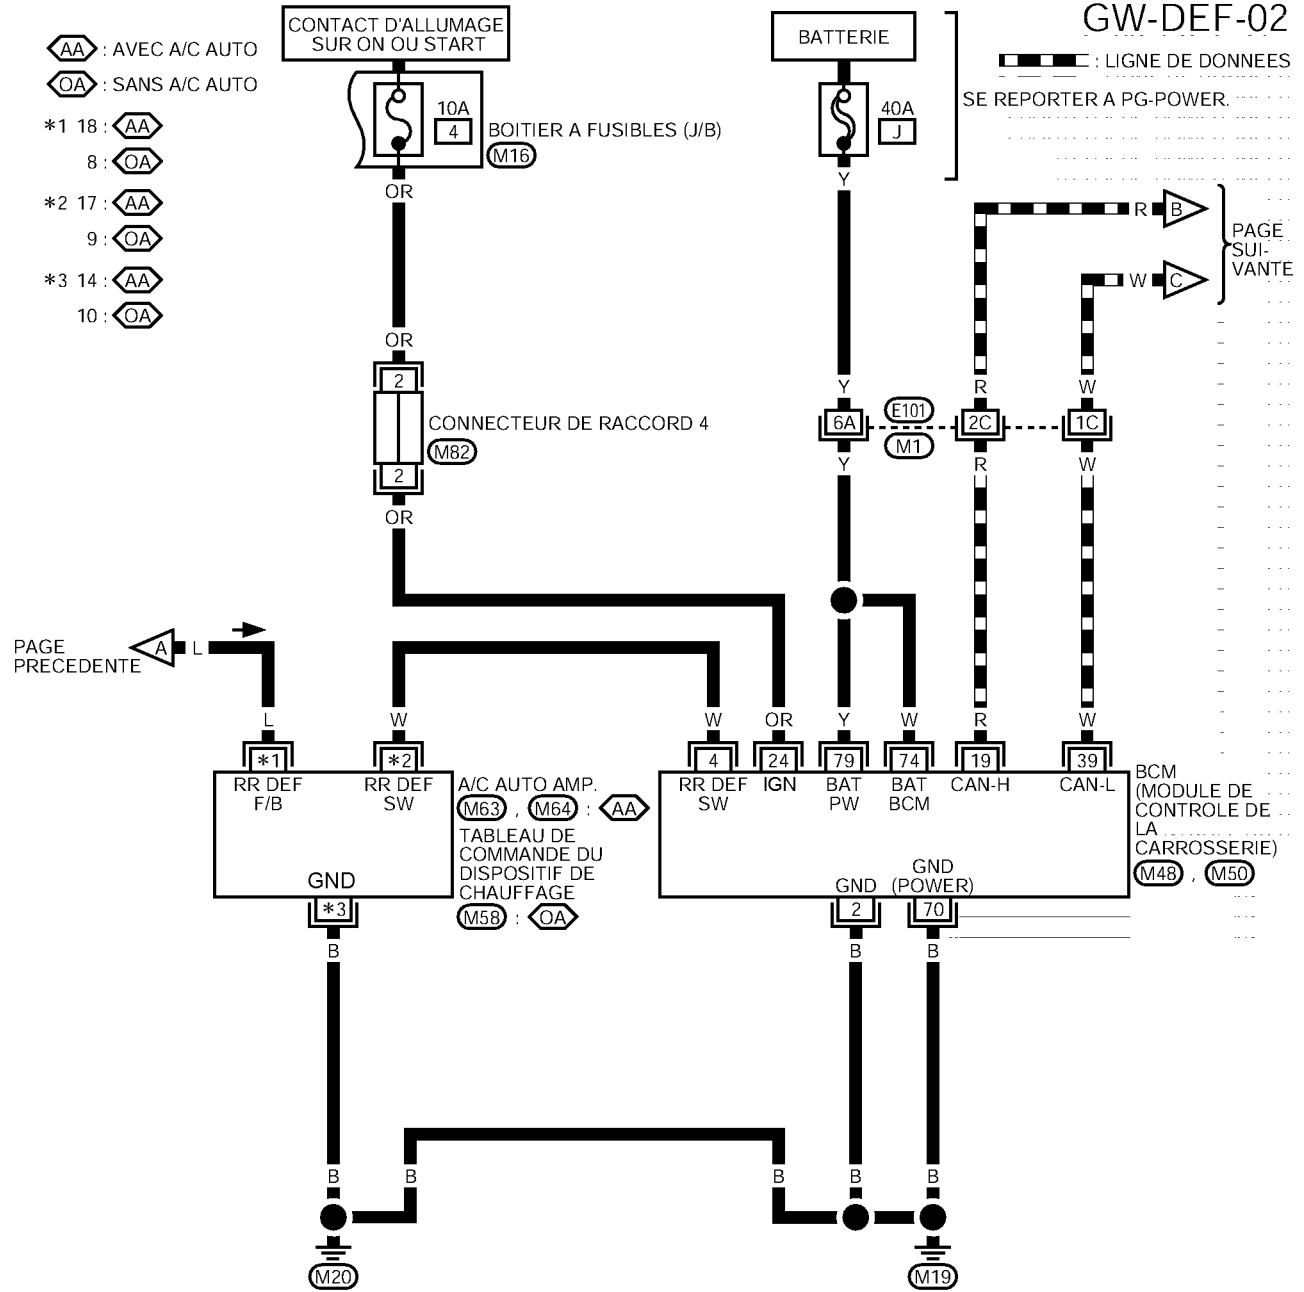 GW-DEF-02
CONTACT D'ALLUMAGE
SUR ON OU START
BATTERIE
AA : AVEC A/C AUTO
OA : SANS A/C AUTO
*1 18 : AA
8 : OA
*2 17 : AA
9 : OA
*3 14 : AA
10 : OA
: LIGNE DE DONNEES
SE REPORTER A PG-POWER.
10A
4
BOITIER A FUSIBLES (J/B)
M16
40A
J
OR
Y
R B
W C
PAGE
SUI-
VANTE
OR
2
CONNECTEUR DE RACCORD 4
M82
2
OR
Y
R
W
6A
E101
M1
2C
1C
Y
R
W
PAGE
PRECEDENTE
A L
L
W
W
OR
Y
W
R
W
*1
*2
4
24
79
74
19
39
RR DEF
F/B
RR DEF
SW
A/C AUTO AMP.
M63 , M64 : AA
TABLEAU DE
COMMANDE DU
DISPOSITIF DE
CHAUFFAGE
M58 : OA
RR DEF
SW
IGN
BAT
PW
BAT
BCM
CAN-H
CAN-L
BCM
(MODULE DE
CONTROLE DE
LA
CARROSSERIE)
M48 , M50
GND
*3
GND
2
GND
(POWER)
70
B
B
B
B
B
B
B
B
M20
M19